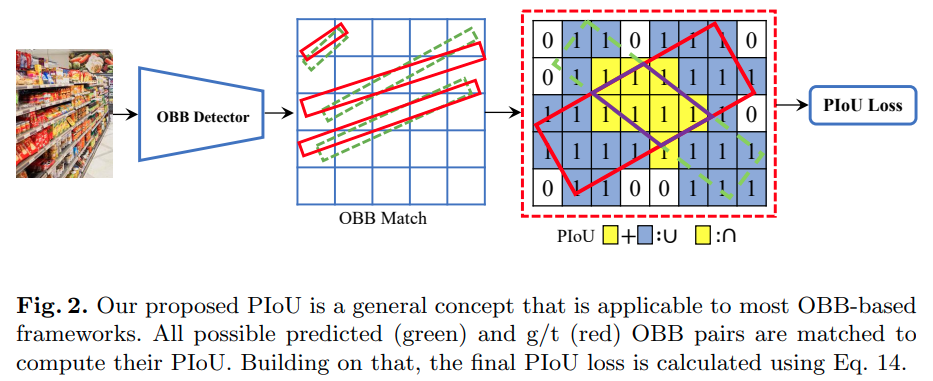 0 1 1 0 1 1 1 0
0 1 1 1 1 1 1 1
1 1 1 1 1 1 1 0
1 1 1 1 1 1 1 1
0 1 1 0 0 1 1 1
OBB Detector
PIoU Loss
OBB Match
PIoU + :∪ :∩
Fig. 2. Our proposed PIoU is a general concept that is applicable to most OBB-based
frameworks. All possible predicted (green) and g/t (red) OBB pairs are matched to
compute their PIoU. Building on that, the final PIoU loss is calculated using Eq. 14.